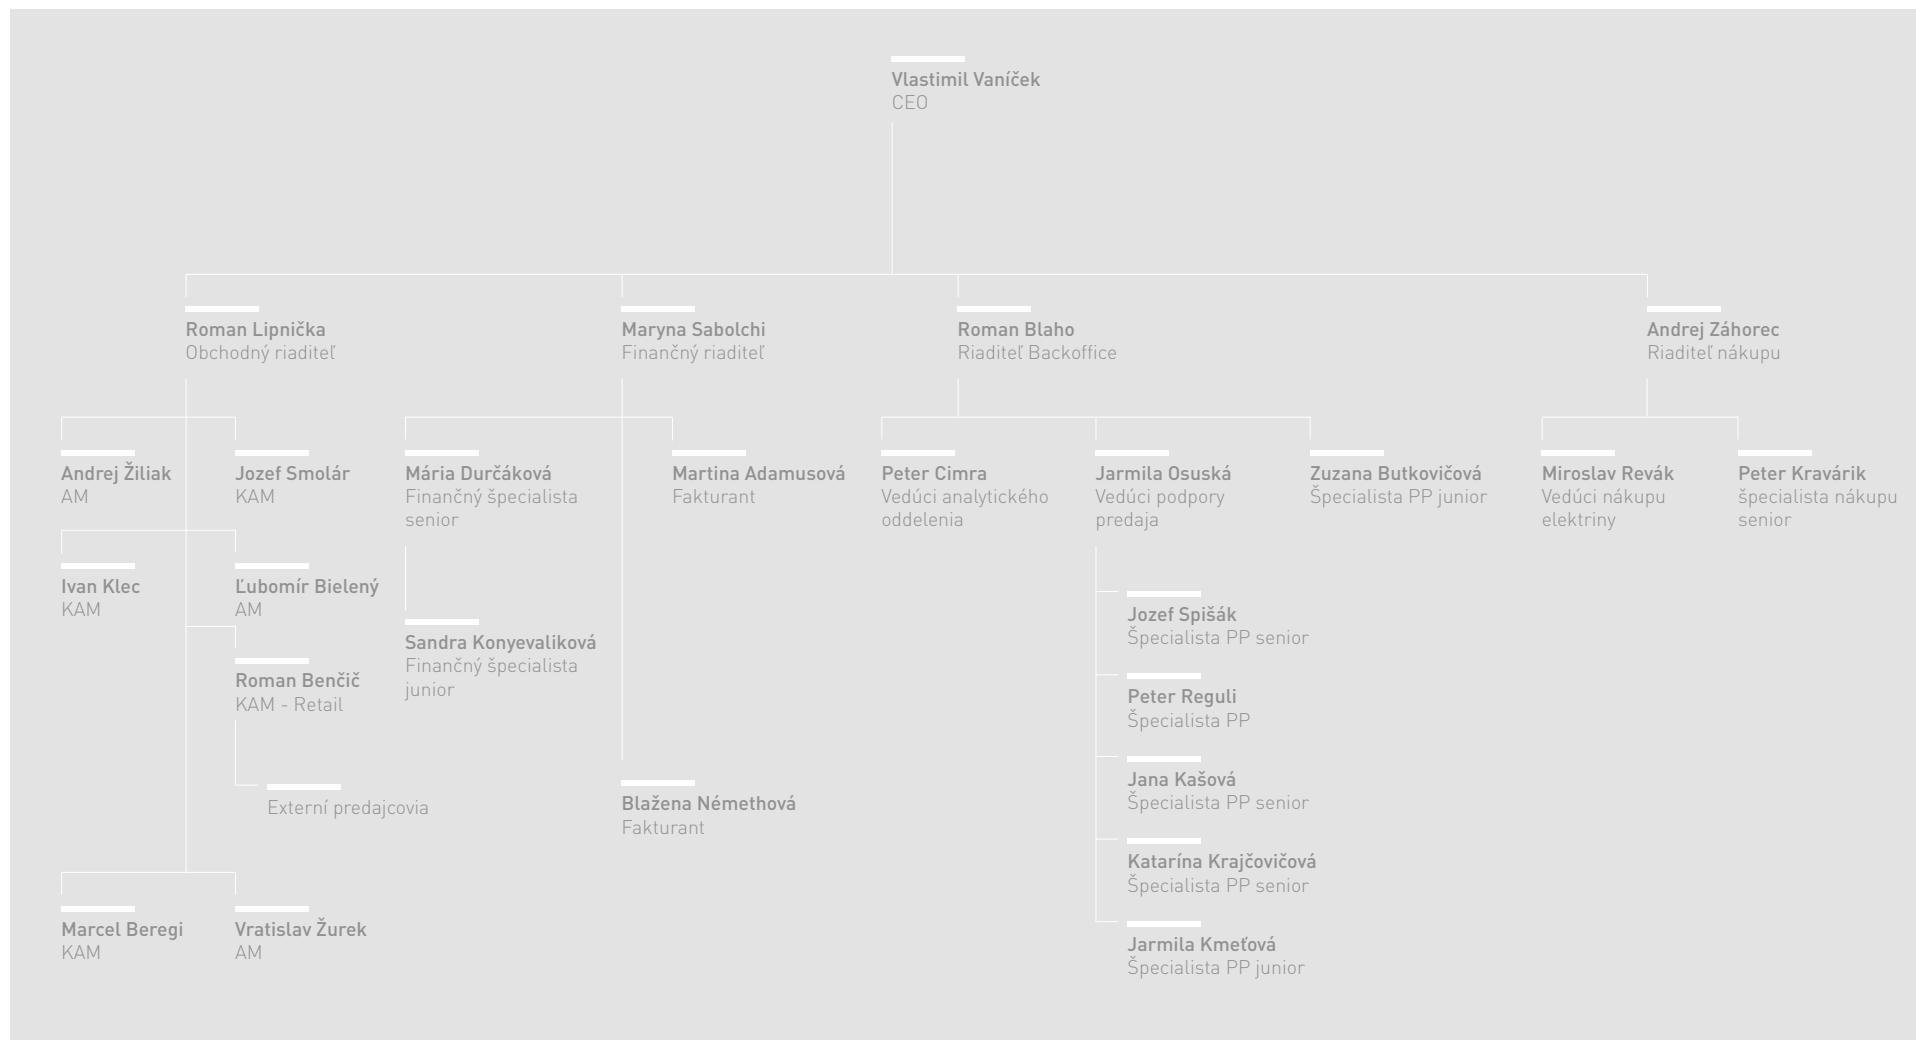 Vlastimil Vaníček
CEO
Roman Lipnička
Obchodný riaditeľ
Maryna Sabolchi
Finančný riaditeľ
Roman Blaho
Riaditeľ Backoffice
Andrej Záhorec
Riaditeľ nákupu
Andrej Žiliak
AM
Jozef Smolár
KAM
Mária Durčáková
Finančný špecialista
senior
Martina Adamusová
Fakturant
Peter Cimra
Vedúci analytického
oddelenia
Jarmila Osuská
Vedúci podpory
predaja
Zuzana Butkovičová
Špecialista PP junior
Miroslav Revák
Vedúci nákupu
elektriny
Peter Kravárik
špecialista nákupu
senior
Ivan Klec
KAM
Ľubomír Bielený
AM
Roman Benčič
KAM - Retail
Externí predajcovia
Sandra Konyevaliková
Finančný špecialista
junior
Blažena Némethová
Fakturant
Jozef Spišák
Špecialista PP senior
Peter Reguli
Špecialista PP
Jana Kašová
Špecialista PP senior
Katarína Krajčovičová
Špecialista PP senior
Jarmila Kmeťová
Špecialista PP junior
Marcel Beregi
KAM
Vratislav Žurek
AM